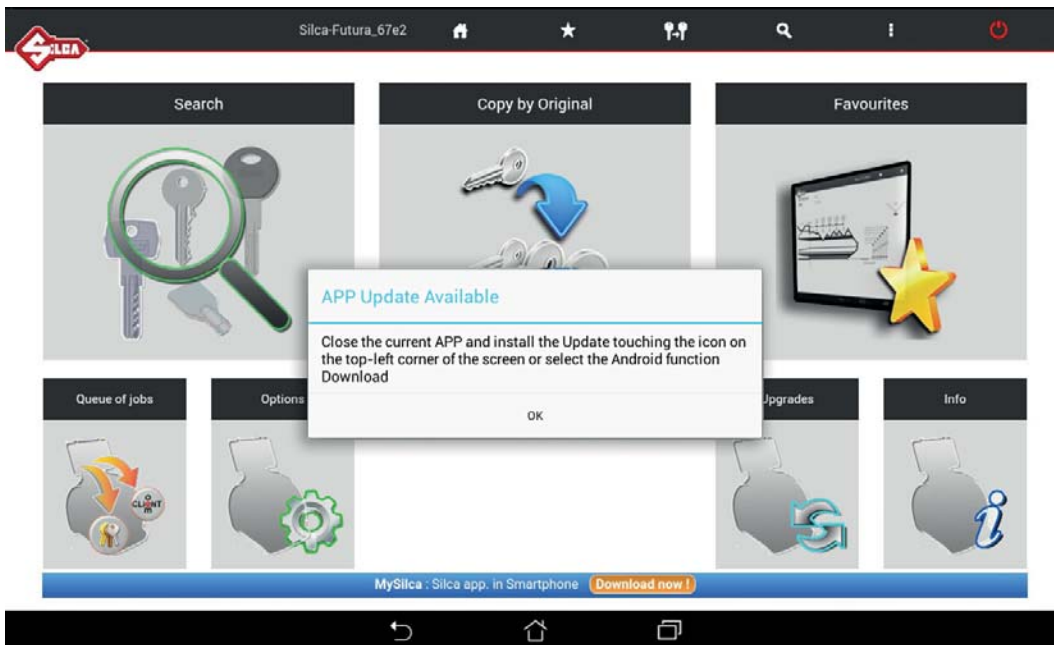 SILCA
Silca-Futura_67e2
Search
Copy by Original
Favourites
APP Update Available
Close the current APP and install the Update touching the icon on
the top-left corner of the screen or select the Android function
Download
OK
Queue of jobs
Options
Upgrades
Info
CLIENT
MySilca : Silca app. in Smartphone Download now !